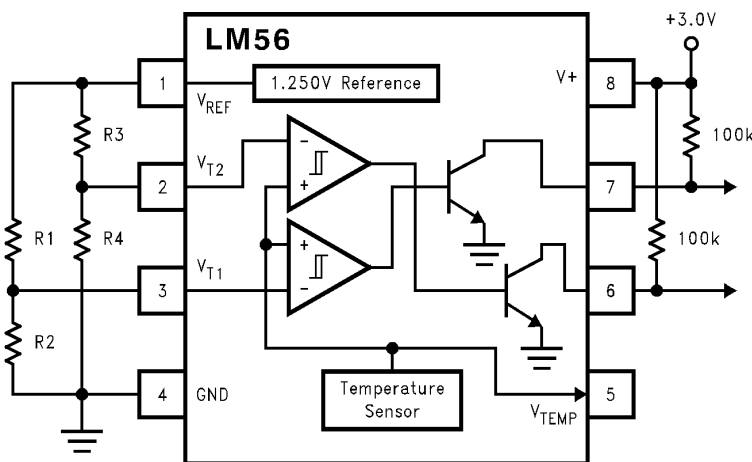 LM56
+3.0V
1
V_REF
1.250V Reference
V+
8
R3
100k
2
V_T2
−
+
7
R1
R4
100k
3
V_T1
+
−
6
R2
4
GND
Temperature
Sensor
V_TEMP
5